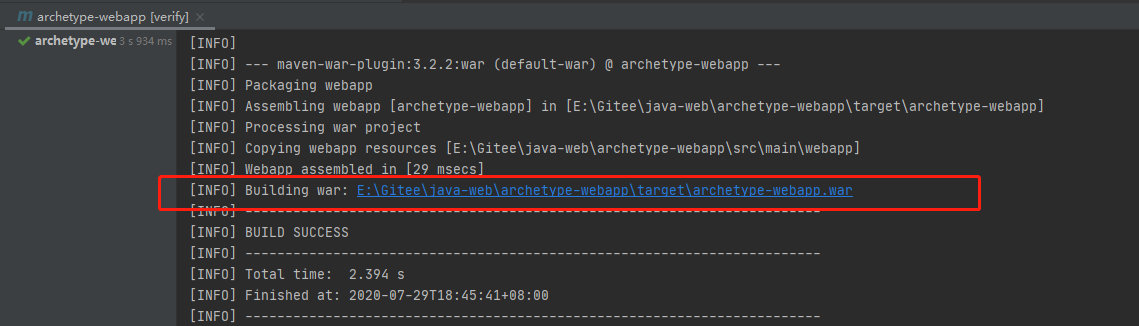 m archetype-webapp [verify] ×
archetype-we 3 s 934 ms
[INFO]
[INFO] --- maven-war-plugin:3.2.2:war (default-war) @ archetype-webapp ---
[INFO] Packaging webapp
[INFO] Assembling webapp [archetype-webapp] in [E:\Gitee\java-web\archetype-webapp\target\archetype-webapp]
[INFO] Processing war project
[INFO] Copying webapp resources [E:\Gitee\java-web\archetype-webapp\src\main\webapp]
[INFO] Webapp assembled in [29 msecs]
[INFO] Building war: E:\Gitee\java-web\archetype-webapp\target\archetype-webapp.war
[INFO] ------------------------------------------------------------------------
[INFO] BUILD SUCCESS
[INFO] ------------------------------------------------------------------------
[INFO] Total time:  2.394 s
[INFO] Finished at: 2020-07-29T18:45:41+08:00
[INFO] ------------------------------------------------------------------------